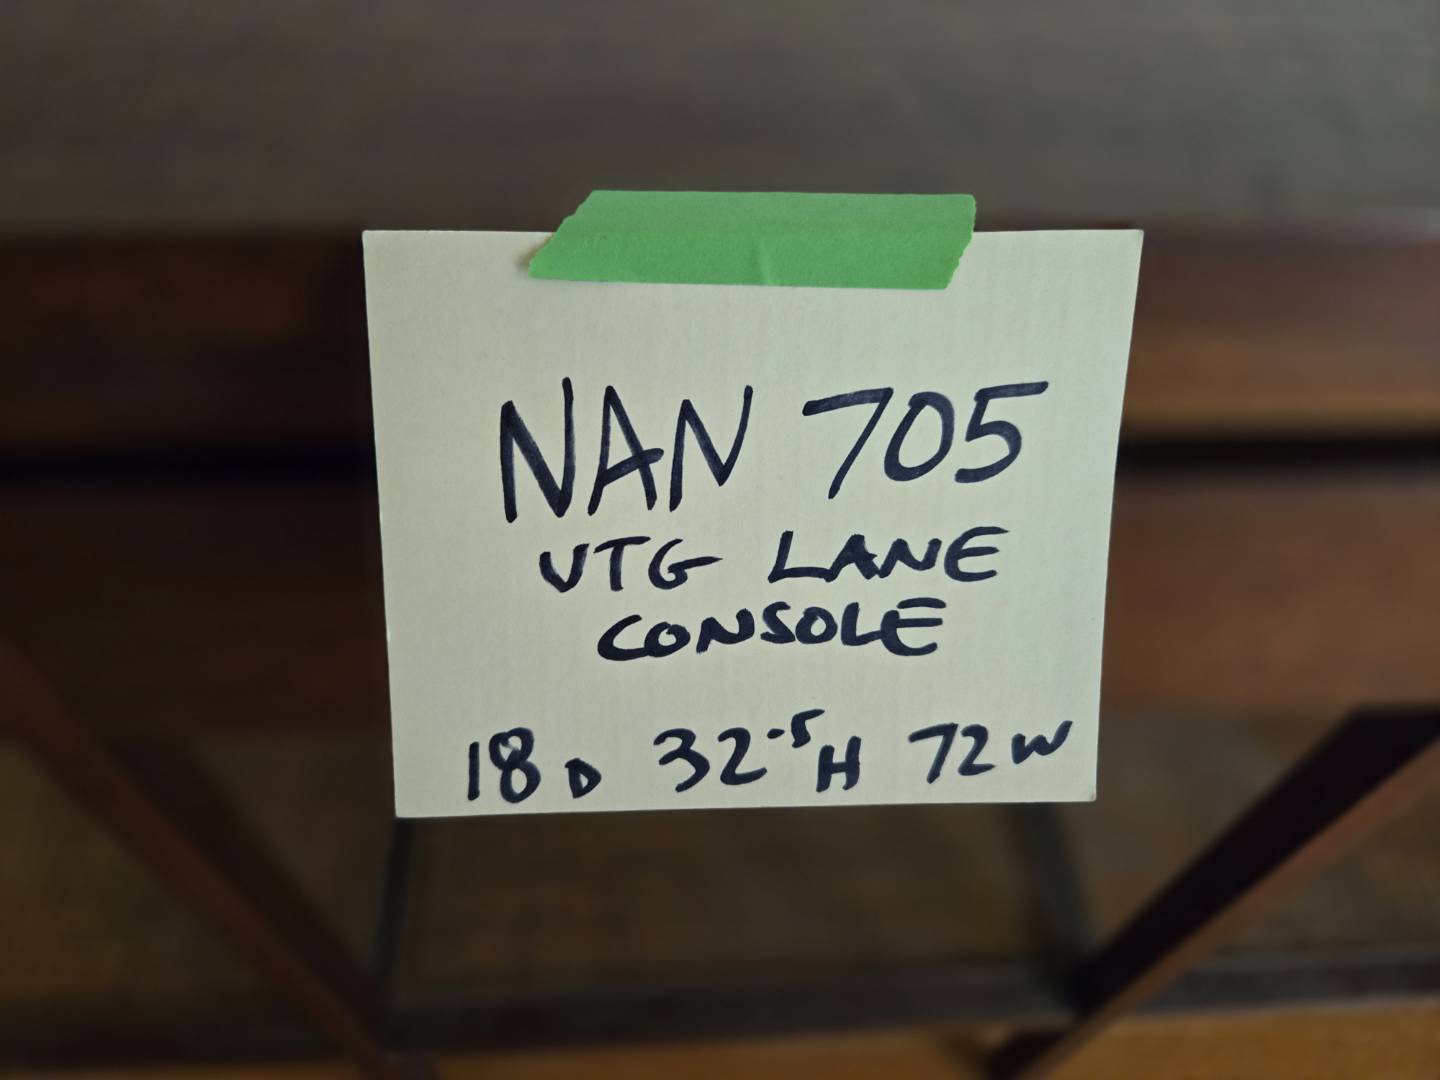 NAN 705
VTG LANE
CONSOLE
18D 32.5H 72W